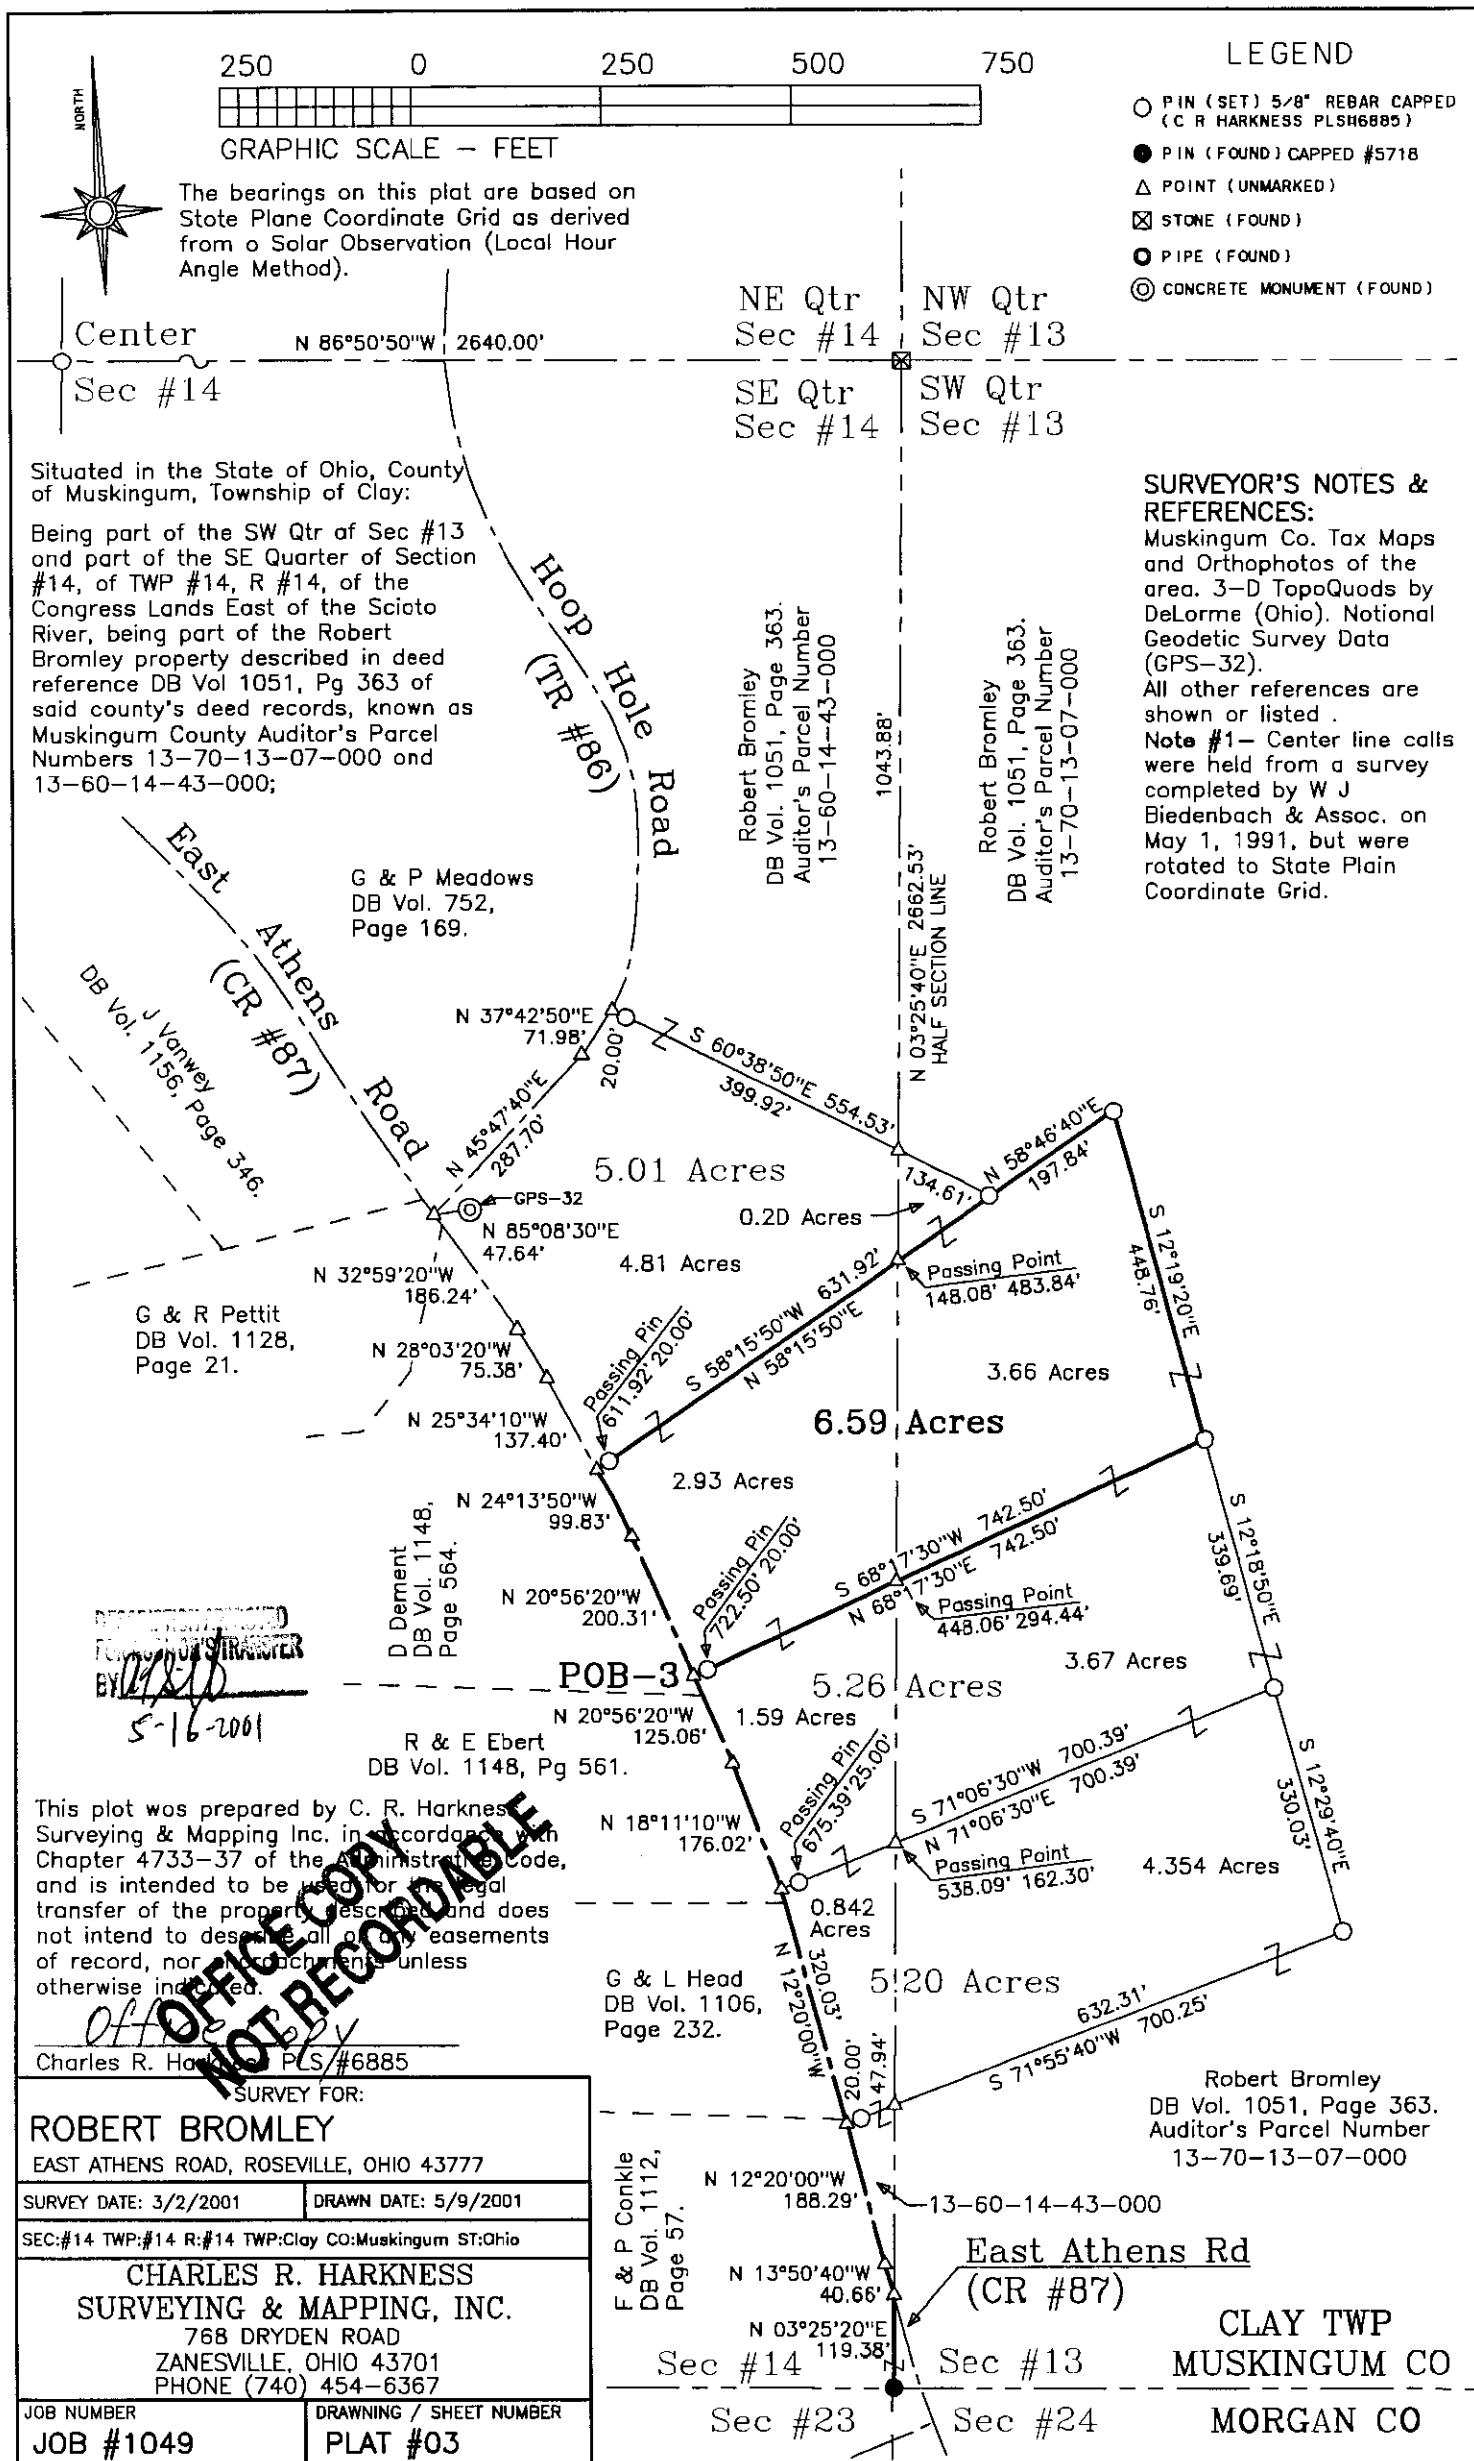 250 0 250 500 750
GRAPHIC SCALE – FEET
NORTH
The bearings on this plat are based on
Stote Plane Coordinate Grid as derived
from o Solar Observation (Local Hour
Angle Method).
LEGEND
PIN (SET) 5/8" REBAR CAPPED
(C R HARKNESS PLS#6885)
PIN (FOUND) CAPPED #5718
POINT (UNMARKED)
STONE (FOUND)
PIPE (FOUND)
CONCRETE MONUMENT (FOUND)
NE Qtr
Sec #14
NW Qtr
Sec #13
Center
Sec #14
N 86°50'50"W 2640.00'
SE Qtr
Sec #14
SW Qtr
Sec #13
Situated in the State of Ohio, County
of Muskingum, Township of Clay:
Being part of the SW Qtr of Sec #13
ond part of the SE Quarter of Section
#14, of TWP #14, R #14, of the
Congress Lands East of the Scioto
River, being part of the Robert
Bromley property described in deed
reference DB Vol 1051, Pg 363 of
said county's deed records, known as
Muskingum County Auditor's Parcel
Numbers 13-70-13-07-000 ond
13-60-14-43-000;
SURVEYOR'S NOTES &
REFERENCES:
Muskingum Co. Tax Maps
and Orthophotos of the
area. 3-D TopoQuods by
DeLorme (Ohio). Notional
Geodetic Survey Data
(GPS-32).
All other references are
shown or listed .
Note #1- Center line calls
were held from a survey
completed by W J
Biedenbach & Assoc. on
May 1, 1991, but were
rotated to State Plain
Coordinate Grid.
Hoop Hole Road
(TR #86)
Robert Bromley
DB Vol. 1051, Page 363.
Auditor's Parcel Number
13-60-14-43-000
1043.88'
N 03°25'40"E 2662.53'
HALF SECTION LINE
Robert Bromley
DB Vol. 1051, Page 363.
Auditor's Parcel Number
13-70-13-07-000
East Athens Road
(CR #87)
G & P Meadows
DB Vol. 752,
Page 169.
J Vanwey
DB Vol. 1156, Page 346.
N 37°42'50"E
71.98'
20.00'
S 60°38'50"E 554.53'
399.92'
N 45°47'40"E
287.70'
5.01 Acres
134.61'
N 58°46'40"E
197.84'
GPS-32
N 85°08'30"E
47.64'
0.2D Acres
4.81 Acres
S 12°19'20"E
448.76'
N 32°59'20"W
186.24'
G & R Pettit
DB Vol. 1128,
Page 21.
Passing Point
148.08' 483.84'
S 58°15'50"W 631.92'
N 58°15'50"E
Passing Pin
611.92' 20.00'
N 28°03'20"W
75.38'
3.66 Acres
N 25°34'10"W
137.40'
6.59 Acres
2.93 Acres
N 24°13'50"W
99.83'
D Dement
DB Vol. 1148,
Page 564.
Passing Pin
722.50' 20.00'
S 68°17'30"W 742.50'
N 68°17'30"E 742.50'
Passing Point
448.06' 294.44'
S 12°18'50"E
339.69'
N 20°56'20"W
200.31'
POB-3
3.67 Acres
5.26 Acres
BY
5-16-2001
N 20°56'20"W
125.06'
1.59 Acres
R & E Ebert
DB Vol. 1148, Pg 561.
Passing Pin
675.39' 25.00'
S 71°06'30"W 700.39'
N 71°06'30"E 700.39'
Passing Point
538.09' 162.30'
S 12°29'40"E
330.03'
N 18°11'10"W
176.02'
4.354 Acres
0.842
Acres
This plot wos prepared by C. R. Harkness
Surveying & Mapping Inc. in accordance with
Chapter 4733-37 of the Administrative Code,
and is intended to be used for the legal
transfer of the property described and does
not intend to describe all or any easements
of record, nor encroachments unless
otherwise indicated.
OFFICE COPY
NOT RECORDABLE
Office Copy
Charles R. Harkness PLS #6885
N 12°20'00"W
320.03'
G & L Head
DB Vol. 1106,
Page 232.
5.20 Acres
632.31'
S 71°55'40"W 700.25'
20.00'
47.94'
Robert Bromley
DB Vol. 1051, Page 363.
Auditor's Parcel Number
13-70-13-07-000
F & P Conkle
DB Vol. 1112,
Page 57.
N 12°20'00"W
188.29'
13-60-14-43-000
N 13°50'40"W
40.66'
East Athens Rd
(CR #87)
N 03°25'20"E
119.38'
Sec #14
Sec #13
CLAY TWP
MUSKINGUM CO
Sec #23
Sec #24
MORGAN CO
SURVEY FOR:
ROBERT BROMLEY
EAST ATHENS ROAD, ROSEVILLE, OHIO 43777
SURVEY DATE: 3/2/2001
DRAWN DATE: 5/9/2001
SEC:#14 TWP:#14 R:#14 TWP:Clay CO:Muskingum ST:Ohio
CHARLES R. HARKNESS
SURVEYING & MAPPING, INC.
768 DRYDEN ROAD
ZANESVILLE, OHIO 43701
PHONE (740) 454-6367
JOB NUMBER
JOB #1049
DRAWNING / SHEET NUMBER
PLAT #03